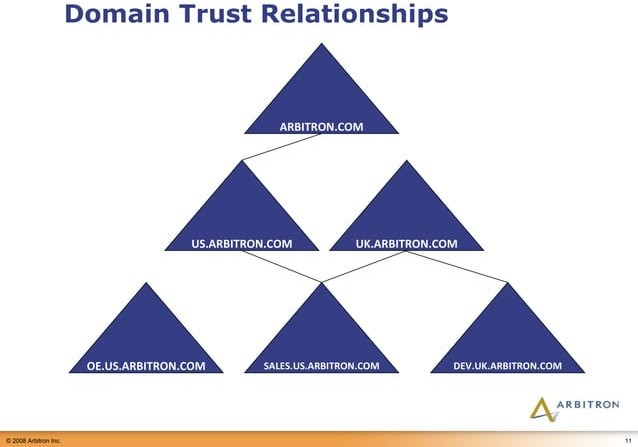 Domain Trust Relationships
ARBITRON.COM
US.ARBITRON.COM
UK.ARBITRON.COM
OE.US.ARBITRON.COM
SALES.US.ARBITRON.COM
DEV.UK.ARBITRON.COM
ARBITRON
© 2008 Arbitron Inc.
11